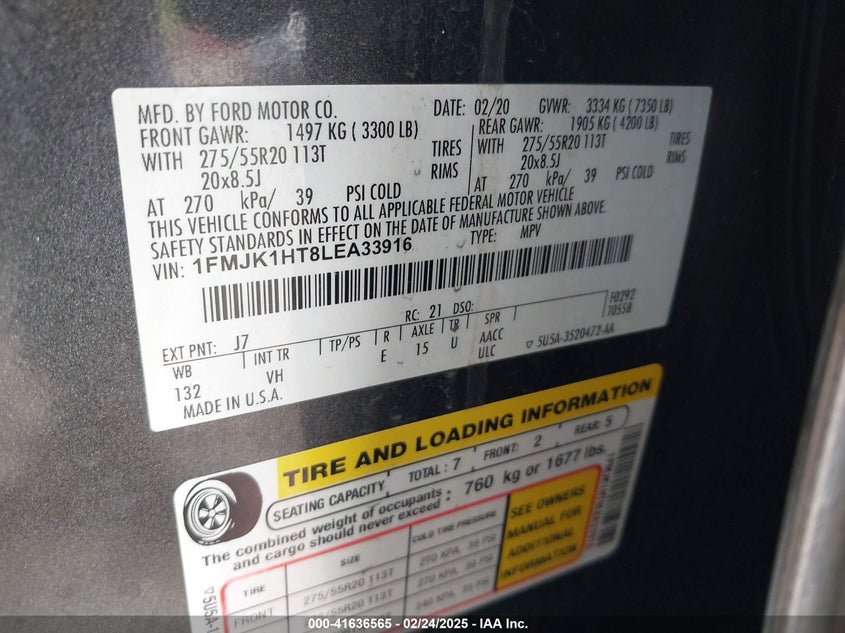 MFD. BY FORD MOTOR CO.
DATE: 02/20
GVWR: 3334 KG ( 7350 LB)
FRONT GAWR: 1497 KG ( 3300 LB)
REAR GAWR: 1905 KG ( 4200 LB)
WITH 275/55R20 113T TIRES
WITH 275/55R20 113T TIRES
20x8.5J RIMS
20x8.5J RIMS
AT 270 kPa/ 39 PSI COLD
AT 270 kPa/ 39 PSI COLD
THIS VEHICLE CONFORMS TO ALL APPLICABLE FEDERAL MOTOR VEHICLE
SAFETY STANDARDS IN EFFECT ON THE DATE OF MANUFACTURE SHOWN ABOVE.
VIN: 1FMJK1HT8LEA33916
TYPE: MPV
F0292
T0558
RC: 21 DSO:
EXT PNT: J7
WB INT TR TP/PS R AXLE TR SPR
132 VH E 15 U AACC
ULC
▽ 5U5A-3520472-AA
MADE IN U.S.A.
TIRE AND LOADING INFORMATION
SEATING CAPACITY TOTAL: 7 FRONT: 2 REAR: 5
The combined weight of occupants and cargo should never exceed : 760 kg or 1677 lbs.
TIRE SIZE COLD TIRE PRESSURE
FRONT 275/55R20 113T 270 KPA, 39 PSI
SEE OWNERS
MANUAL FOR
ADDITIONAL
INFORMATION
▽5U5A-1
000--41636565 -- 02/24/2025 -- IAA Inc.